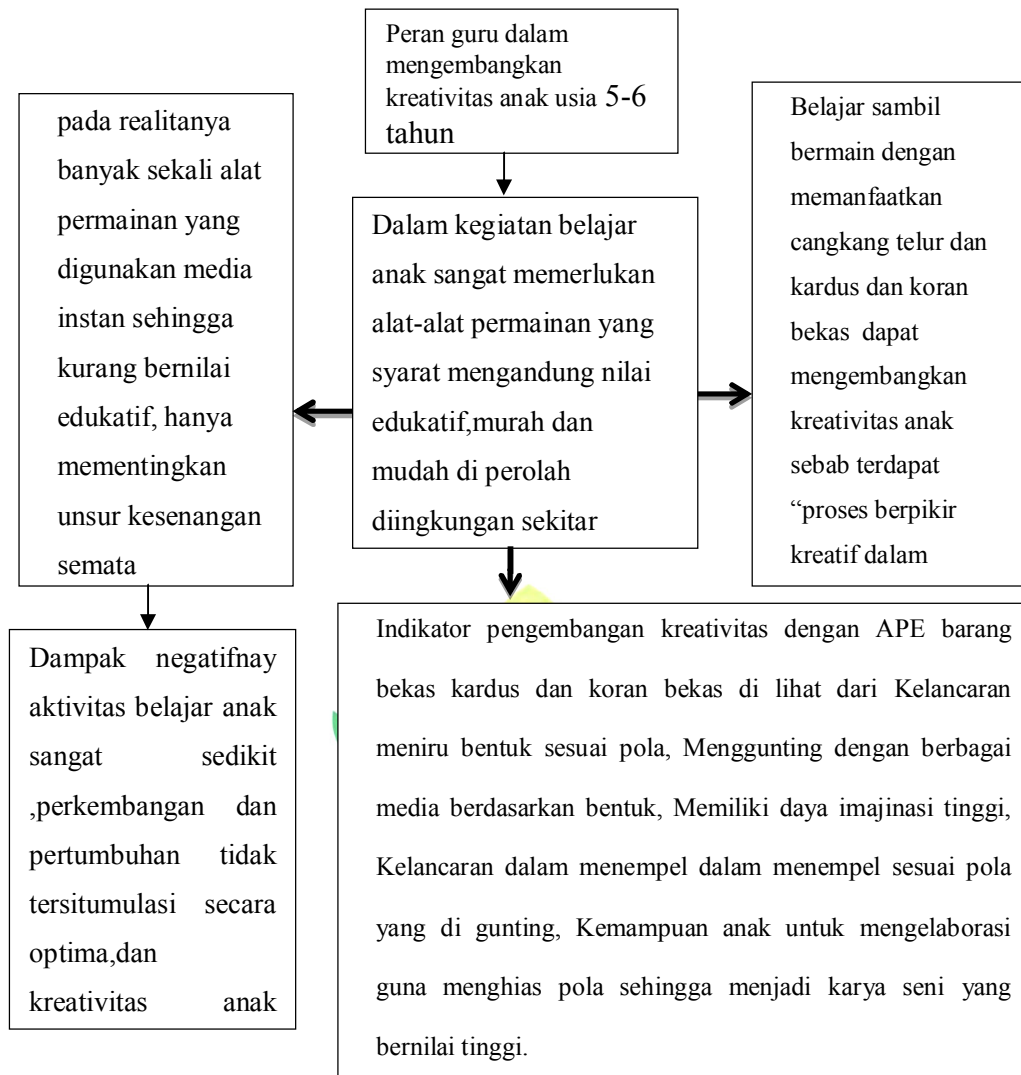 Peran guru dalam
mengembangkan
kreativitas anak usia 5-6
tahun
pada realitanya
banyak sekali alat
permainan yang
digunakan media
instan sehingga
kurang bernilai
edukatif, hanya
mementingkan
unsur kesenangan
semata
Dalam kegiatan belajar
anak sangat memerlukan
alat-alat permainan yang
syarat mengandung nilai
edukatif,murah dan
mudah di perolah
diingkungan sekitar
Belajar sambil
bermain dengan
memanfaatkan
cangkang telur dan
kardus dan koran
bekas dapat
mengembangkan
kreativitas anak
sebab terdapat
“proses berpikir
kreatif dalam
Dampak negatifnay
aktivitas belajar anak
sangat sedikit
,perkembangan dan
pertumbuhan tidak
tersitumulasi secara
optima,dan
kreativitas anak
Indikator pengembangan kreativitas dengan APE barang
bekas kardus dan koran bekas di lihat dari Kelancaran
meniru bentuk sesuai pola, Menggunting dengan berbagai
media berdasarkan bentuk, Memiliki daya imajinasi tinggi,
Kelancaran dalam menempel dalam menempel sesuai pola
yang di gunting, Kemampuan anak untuk mengelaborasi
guna menghias pola sehingga menjadi karya seni yang
bernilai tinggi.